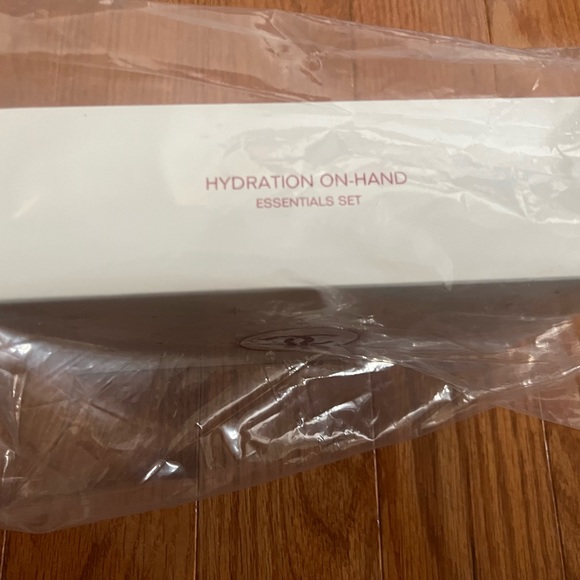 HYDRATION ON-HAND
ESSENTIALS SET